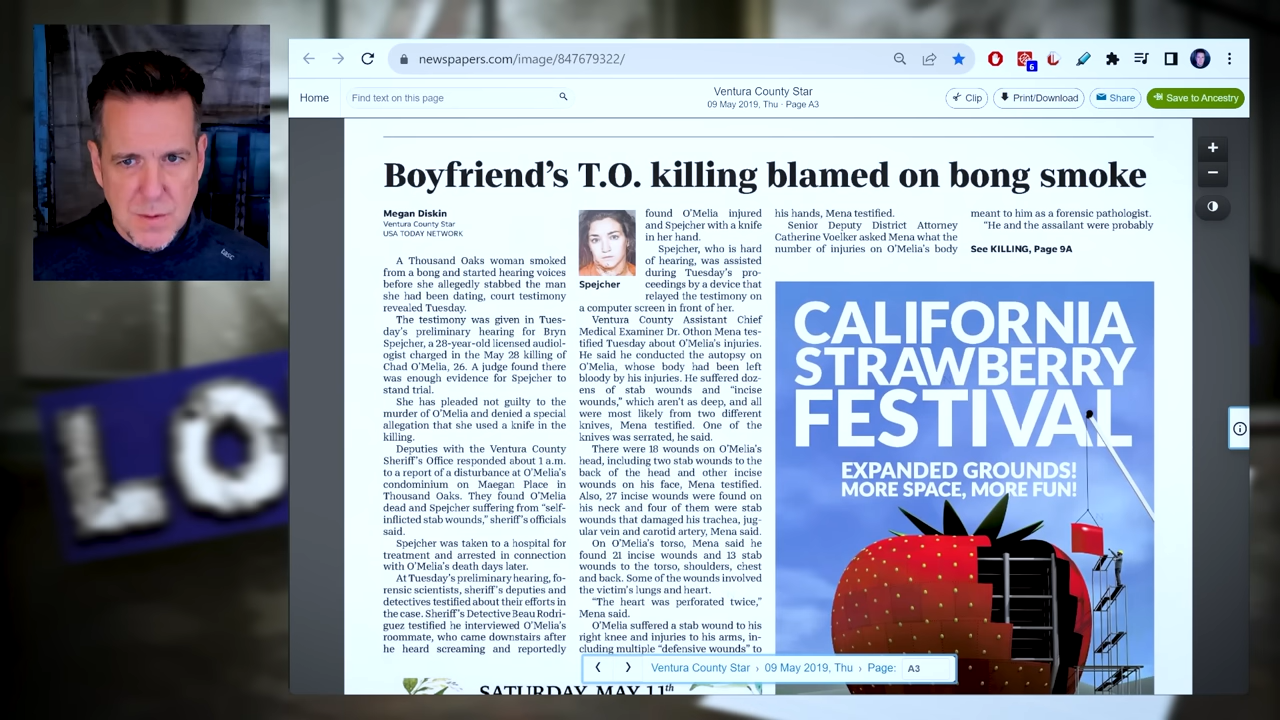 newspapers.com/image/847679322/
6
Home
Find text on this page
Ventura County Star
09 May 2019, Thu · Page A3
Clip
Print/Download
Share
Save to Ancestry
Boyfriend's T.O. killing blamed on bong smoke
Megan Diskin
Ventura County Star
USA TODAY NETWORK
A Thousand Oaks woman smoked
from a bong and started hearing voices
before she allegedly stabbed the man
she had been dating, court testimony
revealed Tuesday.
The testimony was given in Tues-
day's preliminary hearing for Bryn
Spejcher, a 28-year-old licensed audiol-
ogist charged in the May 28 killing of
Chad O'Melia, 26. A judge found there
was enough evidence for Spejcher to
stand trial.
She has pleaded not guilty to the
murder of O'Melia and denied a special
allegation that she used a knife in the
killing.
Deputies with the Ventura County
Sheriff's Office responded about 1 a.m.
to a report of a disturbance at O'Melia's
condominium on Maegan Place in
Thousand Oaks. They found O'Melia
dead and Spejcher suffering from "self-
inflicted stab wounds," sheriff's officials
said.
Spejcher was taken to a hospital for
treatment and arrested in connection
with O'Melia's death days later.
At Tuesday's preliminary hearing, fo-
rensic scientists, sheriff's deputies and
detectives testified about their efforts in
the case. Sheriff's Detective Beau Rodri-
guez testified he interviewed O'Melia's
roommate, who came downstairs after
he heard screaming and reportedly
Spejcher
found O'Melia injured
and Spejcher with a knife
in her hand.
Spejcher, who is hard
of hearing, was assisted
during Tuesday's pro-
ceedings by a device that
relayed the testimony on
a computer screen in front of her.
Ventura County Assistant Chief
Medical Examiner Dr. Othon Mena tes-
tified Tuesday about O'Melia's injuries.
He said he conducted the autopsy on
O'Melia, whose body had been left
bloody by his injuries. He suffered doz-
ens of stab wounds and "incise
wounds," which aren't as deep, and all
were most likely from two different
knives, Mena testified. One of the
knives was serrated, he said.
There were 18 wounds on O'Melia's
head, including two stab wounds to the
back of the head and other incise
wounds on his face, Mena testified.
Also, 27 incise wounds were found on
his neck and four of them were stab
wounds that damaged his trachea, jug-
ular vein and carotid artery, Mena said.
On O'Melia's torso, Mena said he
found 21 incise wounds and 13 stab
wounds to the torso, shoulders, chest
and back. Some of the wounds involved
the victim's lungs and heart.
"The heart was perforated twice,"
Mena said.
O'Melia suffered a stab wound to his
right knee and injuries to his arms, in-
cluding multiple "defensive wounds" to
his hands, Mena testified.
Senior Deputy District Attorney
Catherine Voelker asked Mena what the
number of injuries on O'Melia's body
meant to him as a forensic pathologist.
"He and the assailant were probably
See KILLING, Page 9A
CALIFORNIA
STRAWBERRY
FESTIVAL
EXPANDED GROUNDS!
MORE SPACE, MORE FUN!
Ventura County Star › 09 May 2019, Thu › Page: A3
SATURDAY, MAY 11th
LO